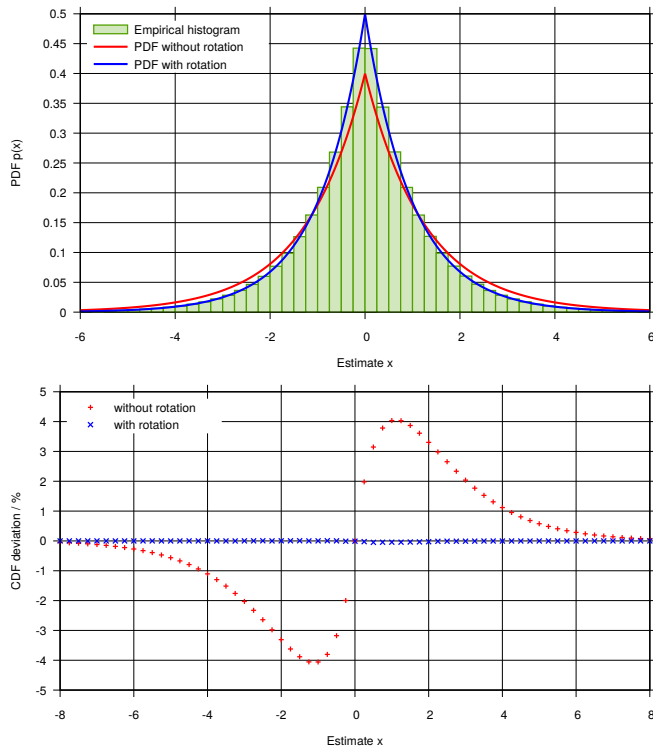 0.5
0.45
0.4
0.35
0.3
0.25
0.2
0.15
0.1
0.05
0
PDF p(x)
Empirical histogram
PDF without rotation
PDF with rotation
-6 -4 -2 0 2 4 6
Estimate x
5
4
3
2
1
0
-1
-2
-3
-4
-5
CDF deviation / %
without rotation
with rotation
-8 -6 -4 -2 0 2 4 6 8
Estimate x